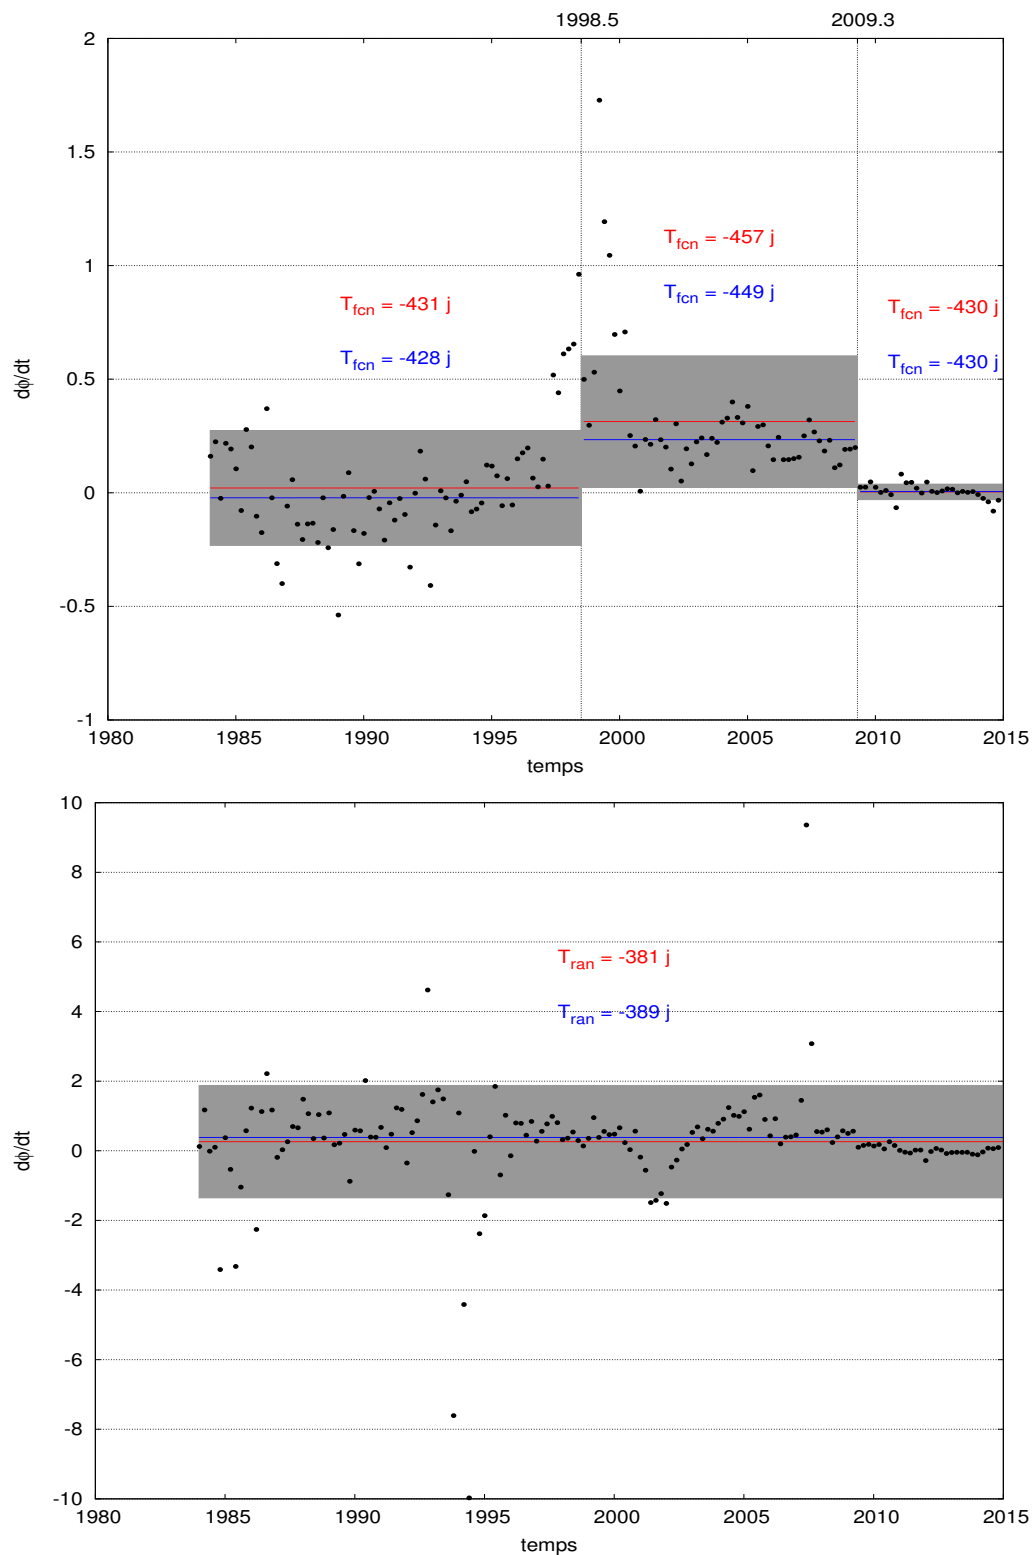 1998.5 2009.3
2
1.5
1
0.5
0
-0.5
-1
dϕ/dt
T_fcn = -457 j
T_fcn = -449 j
T_fcn = -431 j
T_fcn = -428 j
T_fcn = -430 j
T_fcn = -430 j
1980 1985 1990 1995 2000 2005 2010 2015
temps
10
8
6
4
2
0
-2
-4
-6
-8
-10
dϕ/dt
T_ran = -381 j
T_ran = -389 j
1980 1985 1990 1995 2000 2005 2010 2015
temps